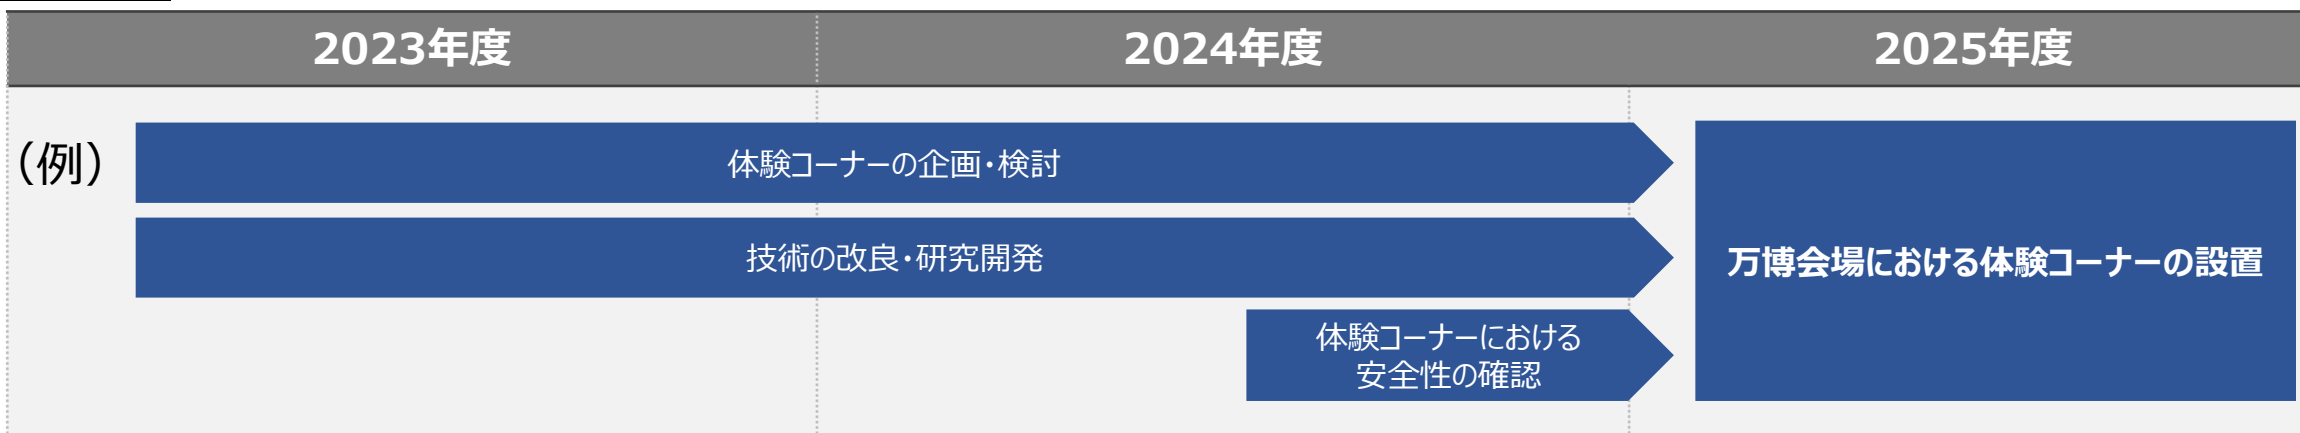 2023年度
2024年度
2025年度
（例）
体験コーナーの企画・検討
技術の改良・研究開発
体験コーナーにおける
安全性の確認
万博会場における体験コーナーの設置